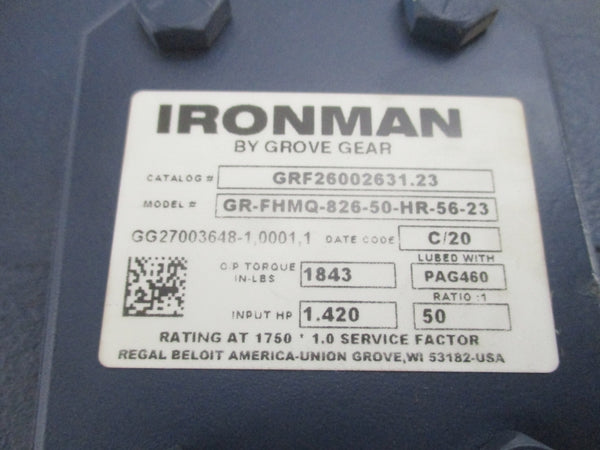 IRONMAN
BY GROVE GEAR
CATALOG # GRF26002631.23
MODEL # GR-FHMQ-826-50-HR-56-23
GG27003648-1,0001,1 DATE CODE C/20
O/P TORQUE IN-LBS 1843 LUBED WITH PAG460
INPUT HP 1.420 RATIO :1 50
RATING AT 1750 ' 1.0 SERVICE FACTOR
REGAL BELOIT AMERICA-UNION GROVE,WI 53182-USA